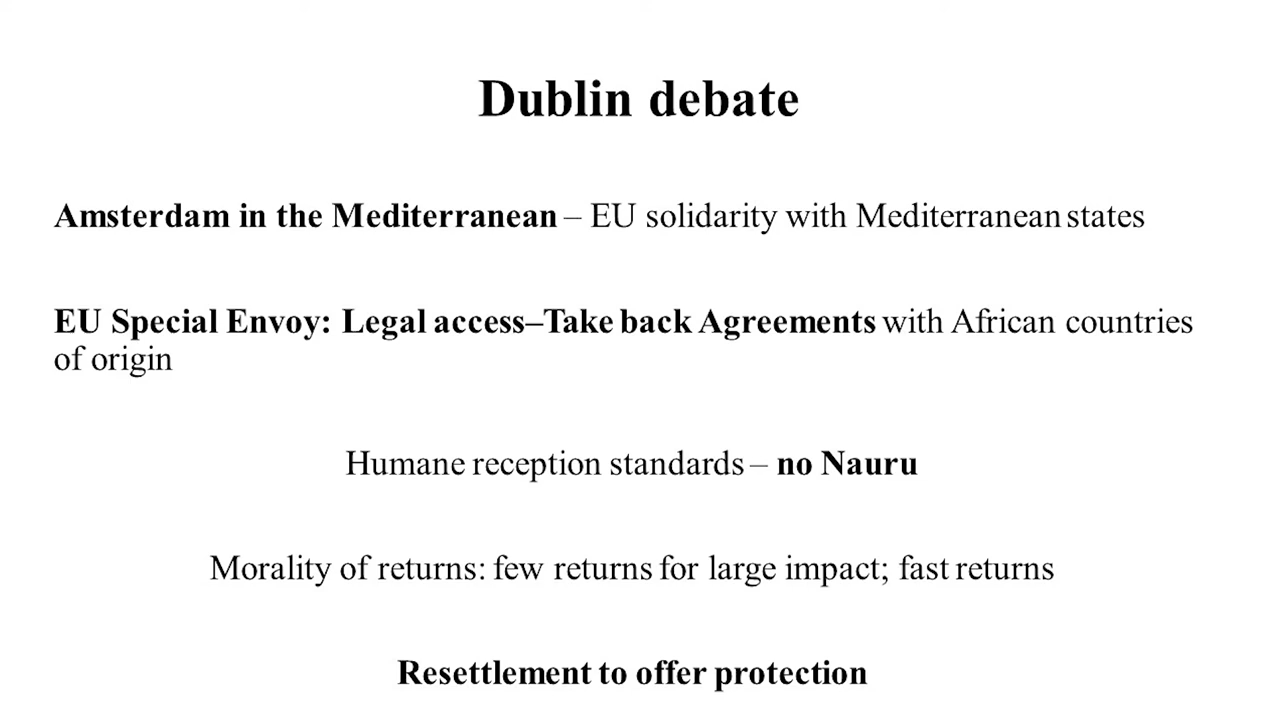 Dublin debate
Amsterdam in the Mediterranean – EU solidarity with Mediterranean states
EU Special Envoy: Legal access–Take back Agreements with African countries
of origin
Humane reception standards – no Nauru
Morality of returns: few returns for large impact; fast returns
Resettlement to offer protection